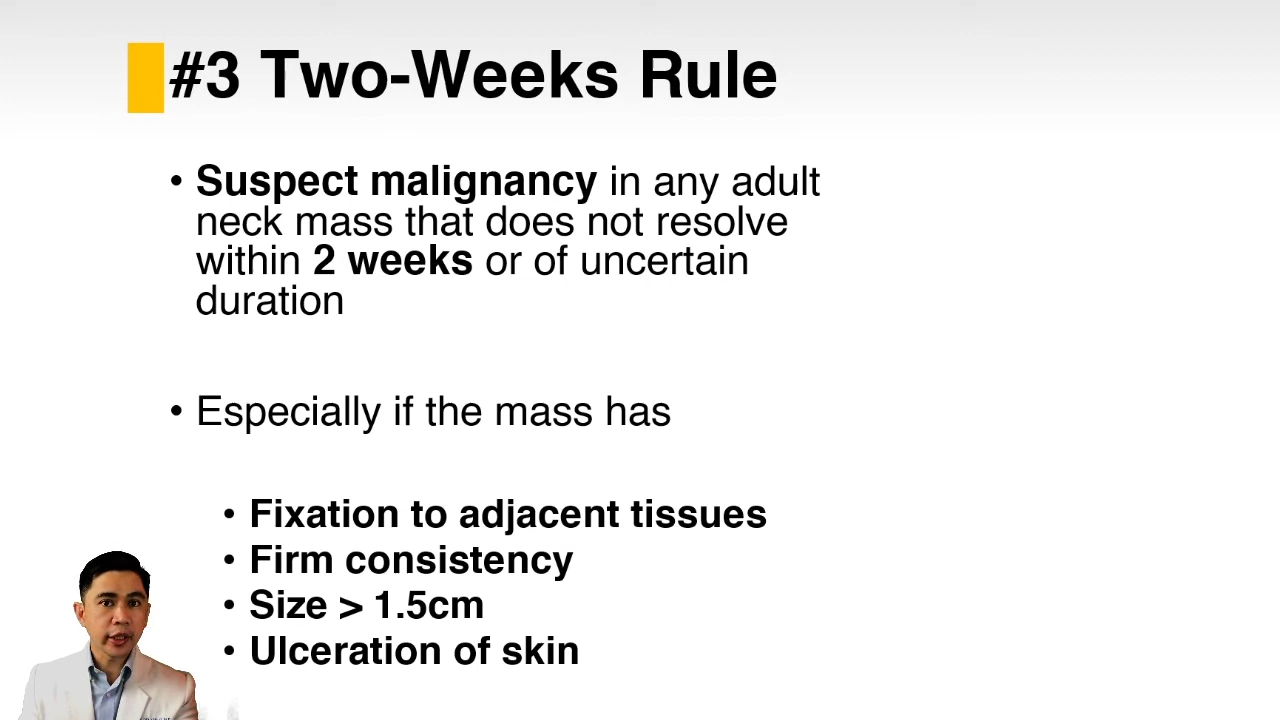 #3 Two-Weeks Rule
• Suspect malignancy in any adult
neck mass that does not resolve
within 2 weeks or of uncertain
duration
• Especially if the mass has
• Fixation to adjacent tissues
• Firm consistency
• Size > 1.5cm
• Ulceration of skin